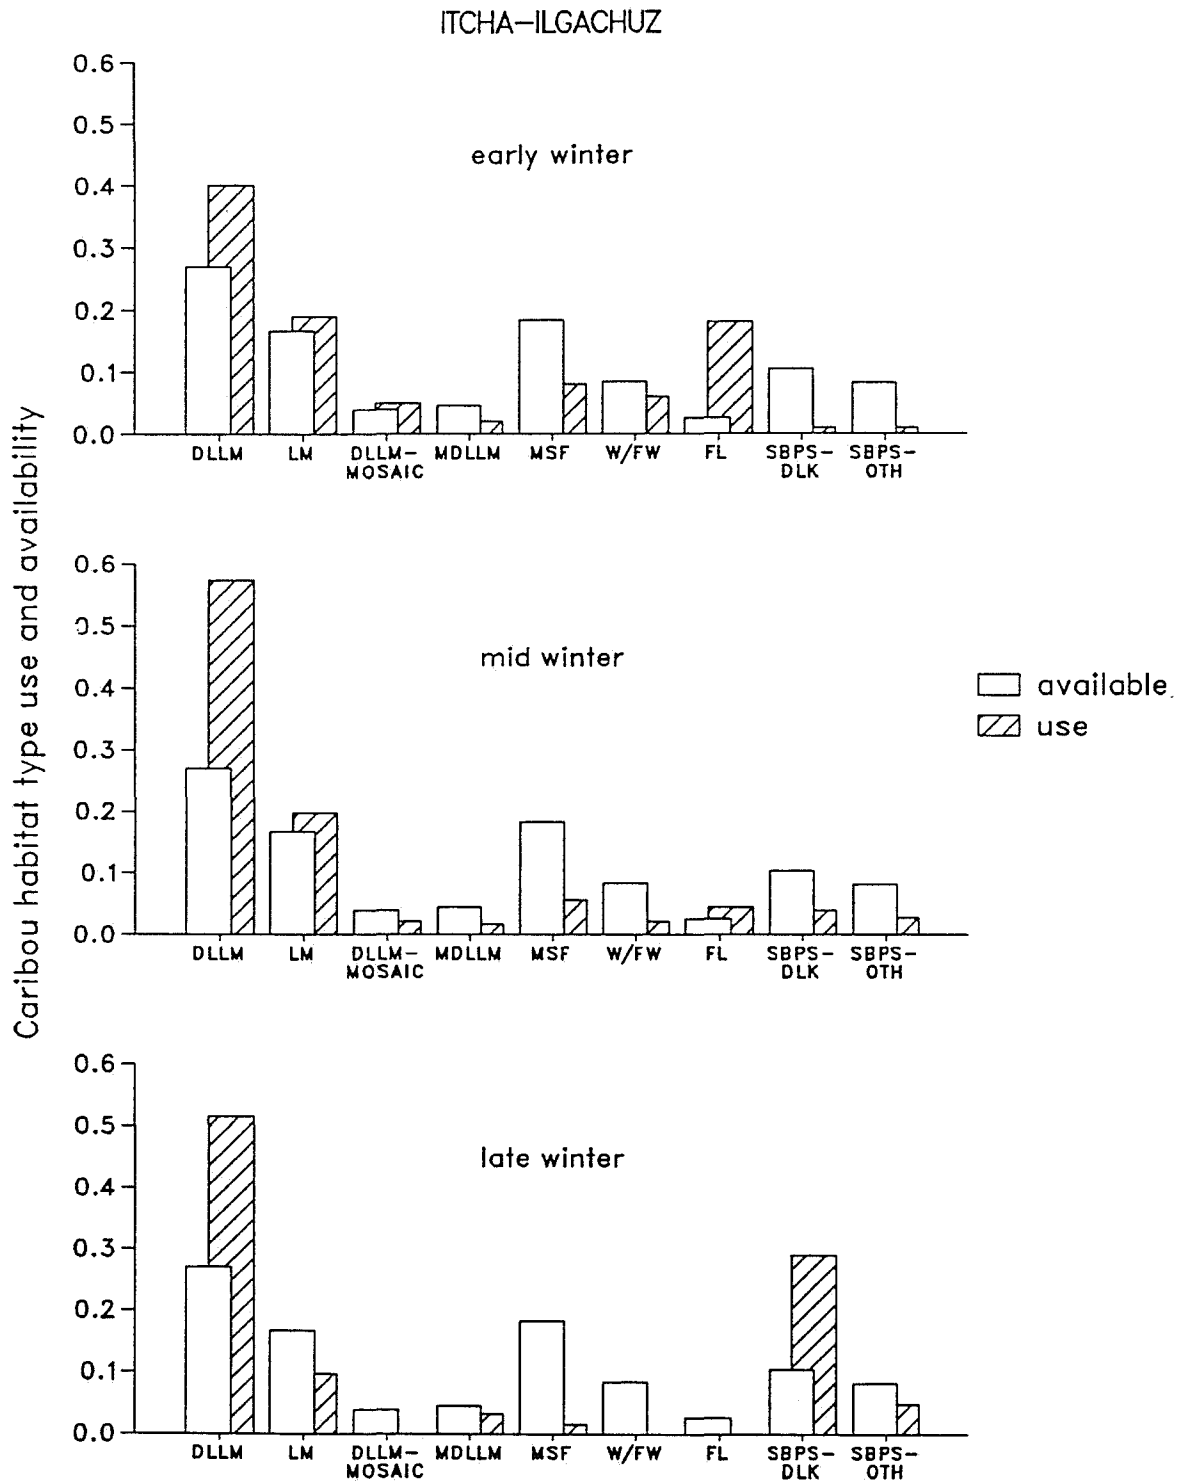 ITCHA-ILGACHUZ
Caribou habitat type use and availability
0.6
0.5
0.4
0.3
0.2
0.1
0.0
early winter
DLLM LM DLLM- MDLLM MSF W/FW FL SBPS- SBPS-
MOSAIC DLK OTH
0.6
0.5
0.4
0.3
0.2
0.1
0.0
mid winter
available
use
DLLM LM DLLM- MDLLM MSF W/FW FL SBPS- SBPS-
MOSAIC DLK OTH
0.6
0.5
0.4
0.3
0.2
0.1
0.0
late winter
DLLM LM DLLM- MDLLM MSF W/FW FL SBPS- SBPS-
MOSAIC DLK OTH